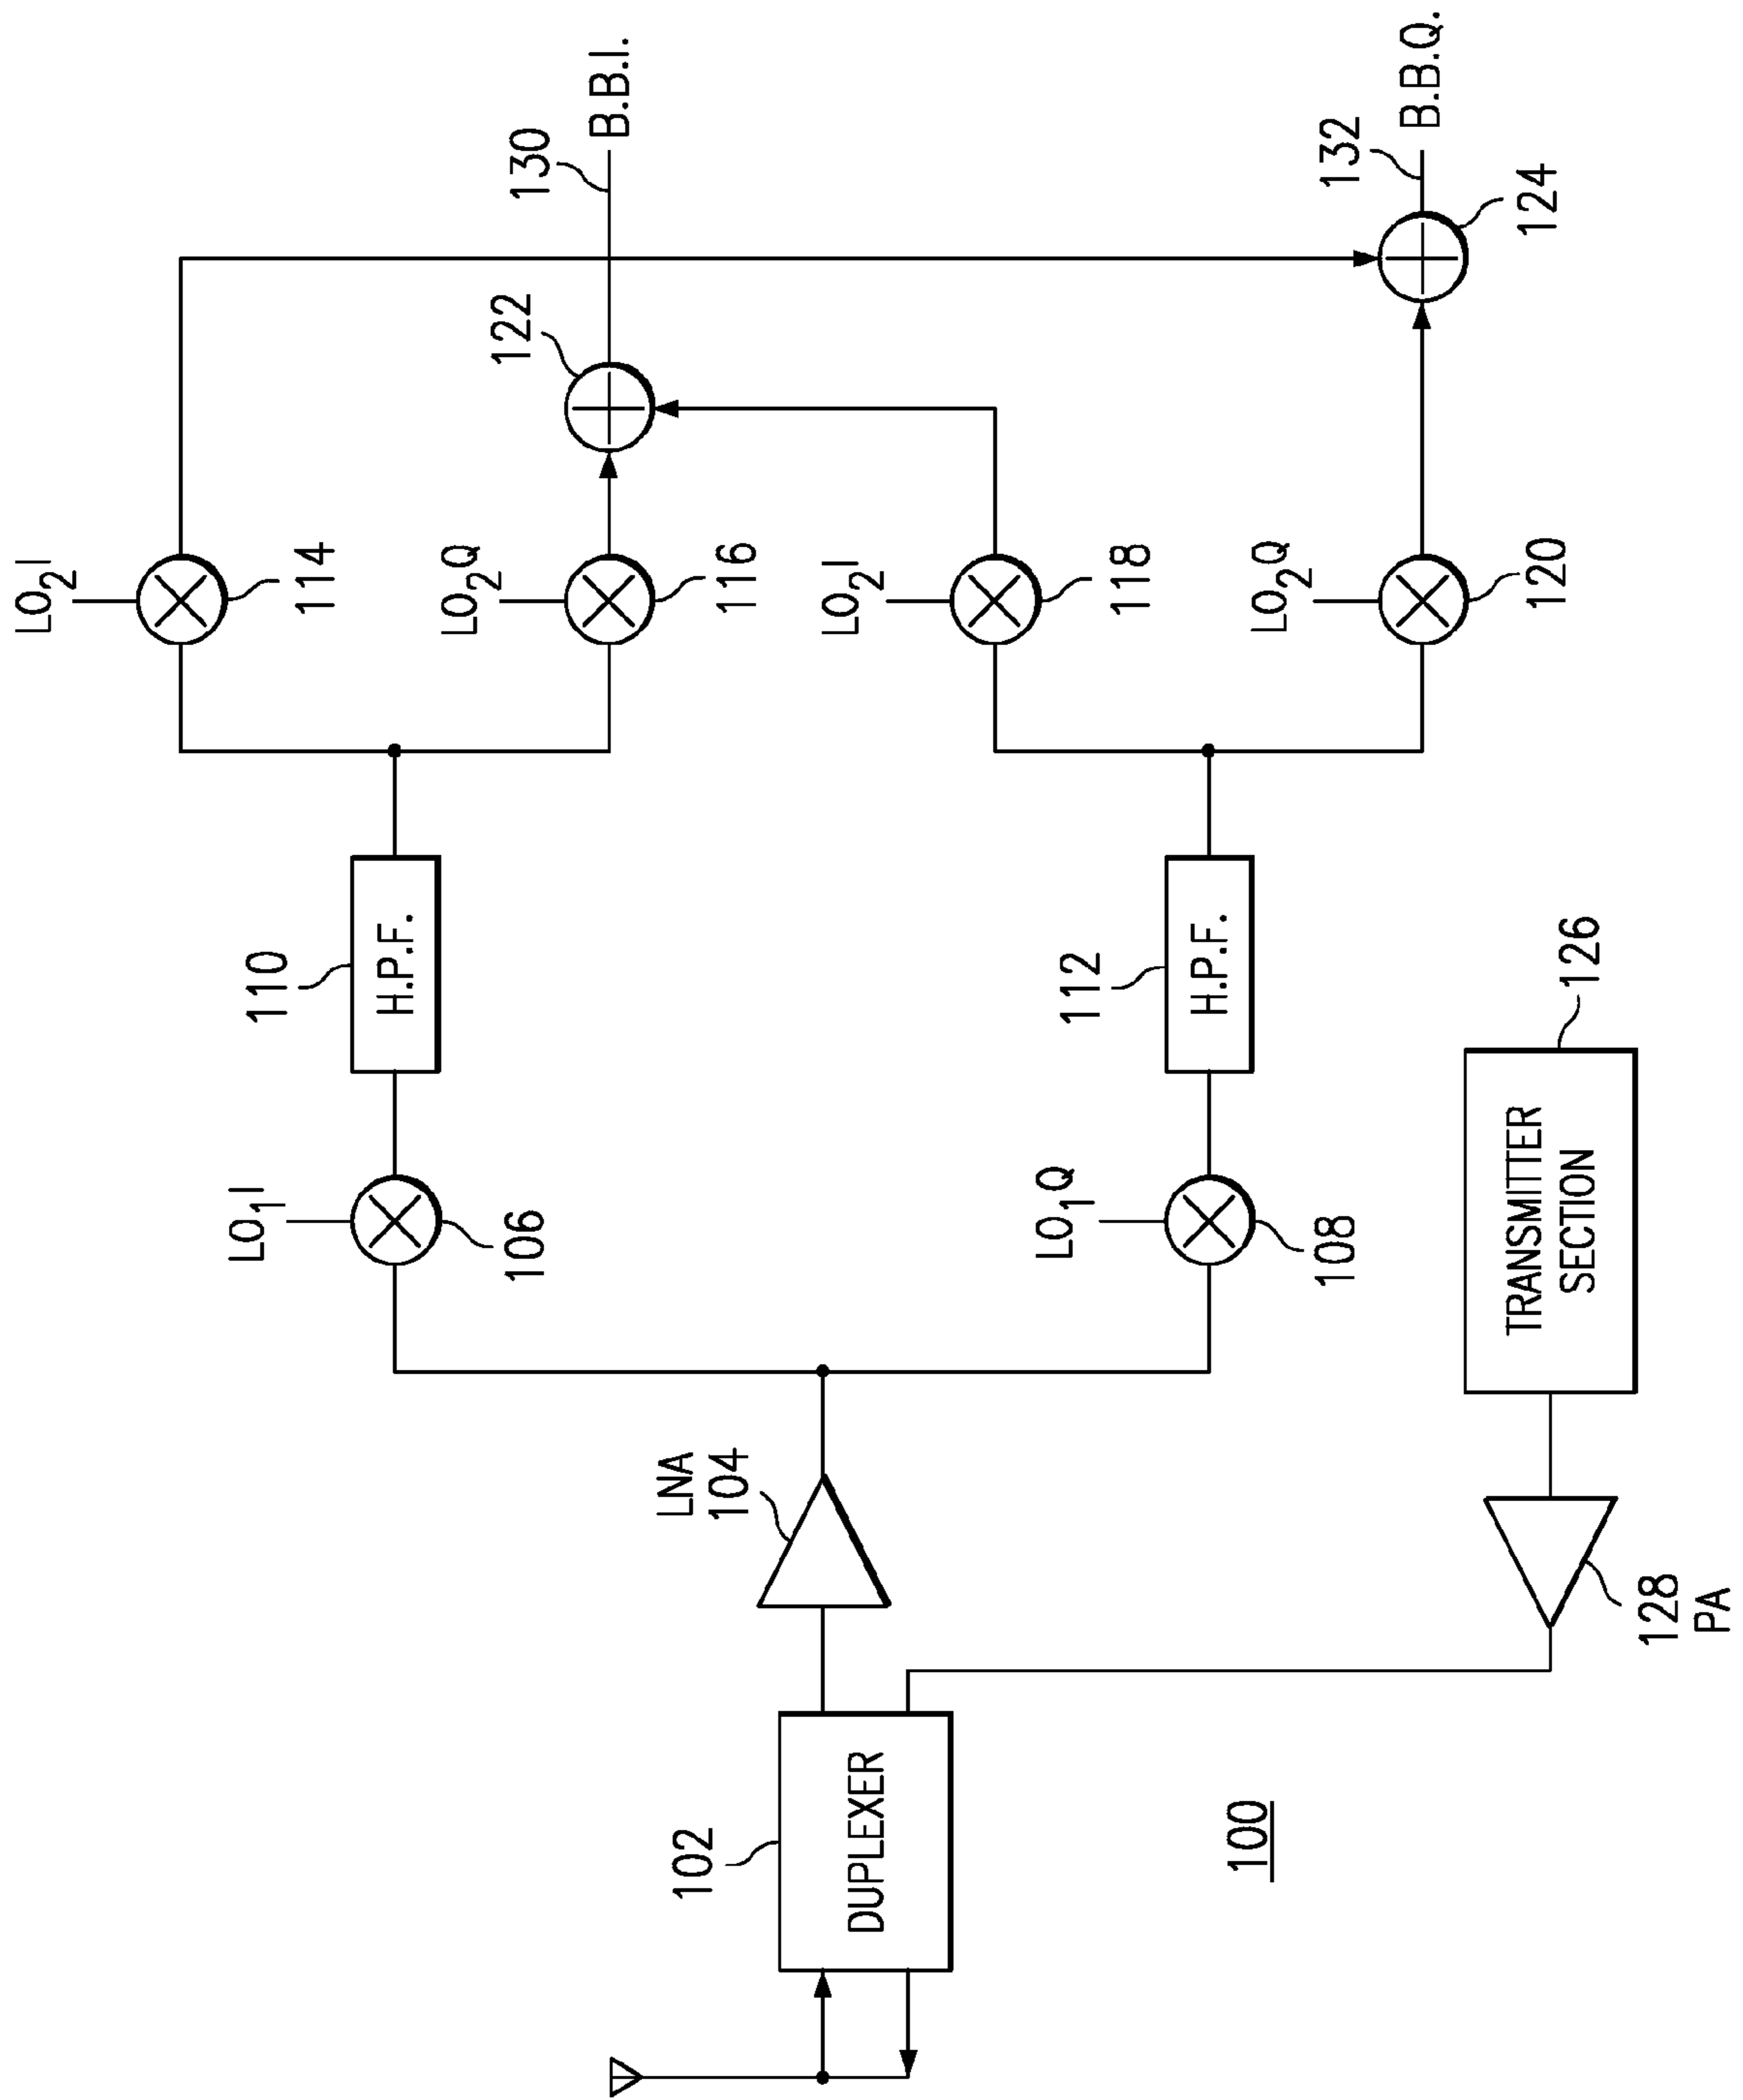 LO2I
114
LO2Q
116
LO2I
118
LO2Q
120
122
130
B.B.I.
124
132
B.B.Q.
110
H.P.F.
112
H.P.F.
LO1I
106
LO1Q
108
LNA
104
102
DUPLEXER
100
TRANSMITTER
SECTION
126
128
PA